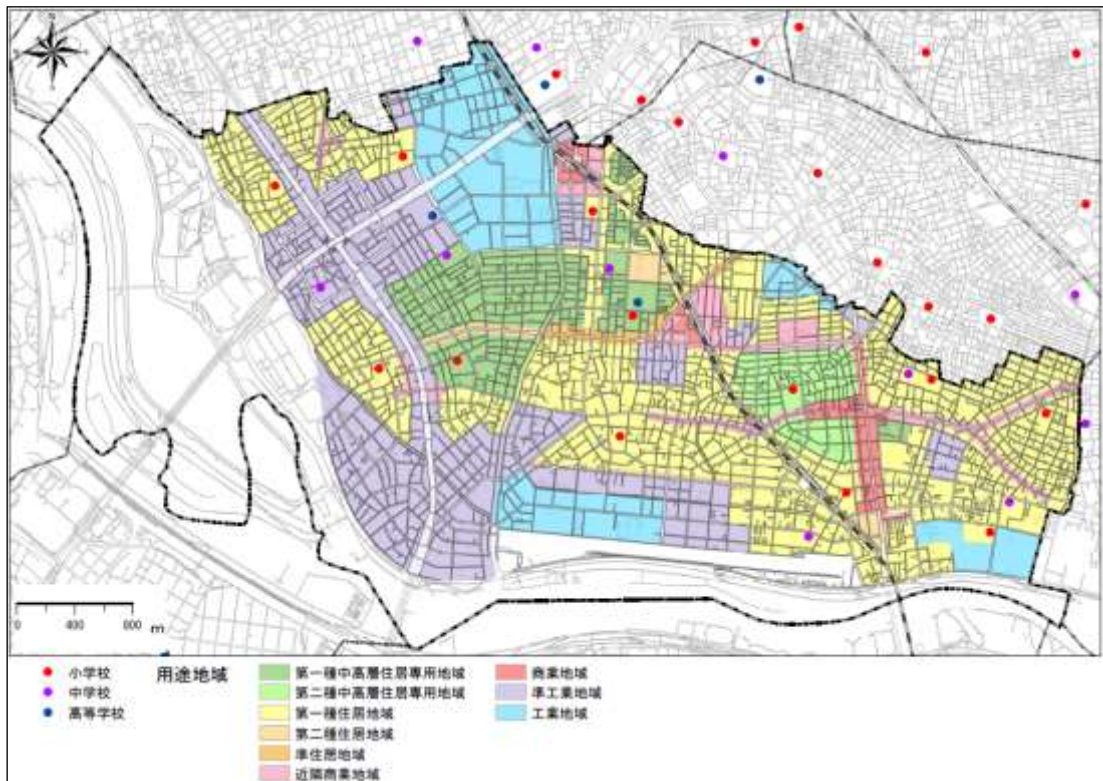 0 400 800 m
小学校
中学校
高等学校
用途地域
第一種中高層住居専用地域
第二種中高層住居専用地域
第一種住居地域
第二種住居地域
準住居地域
近隣商業地域
商業地域
準工業地域
工業地域